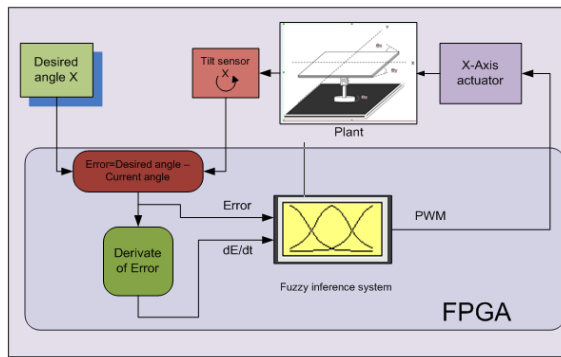 Desired
angle X
Tilt sensor
X
Plant
X-Axis
actuator
Error=Desired angle –
Current angle
Error
Derivate
of Error
dE/dt
PWM
Fuzzy inference system
FPGA